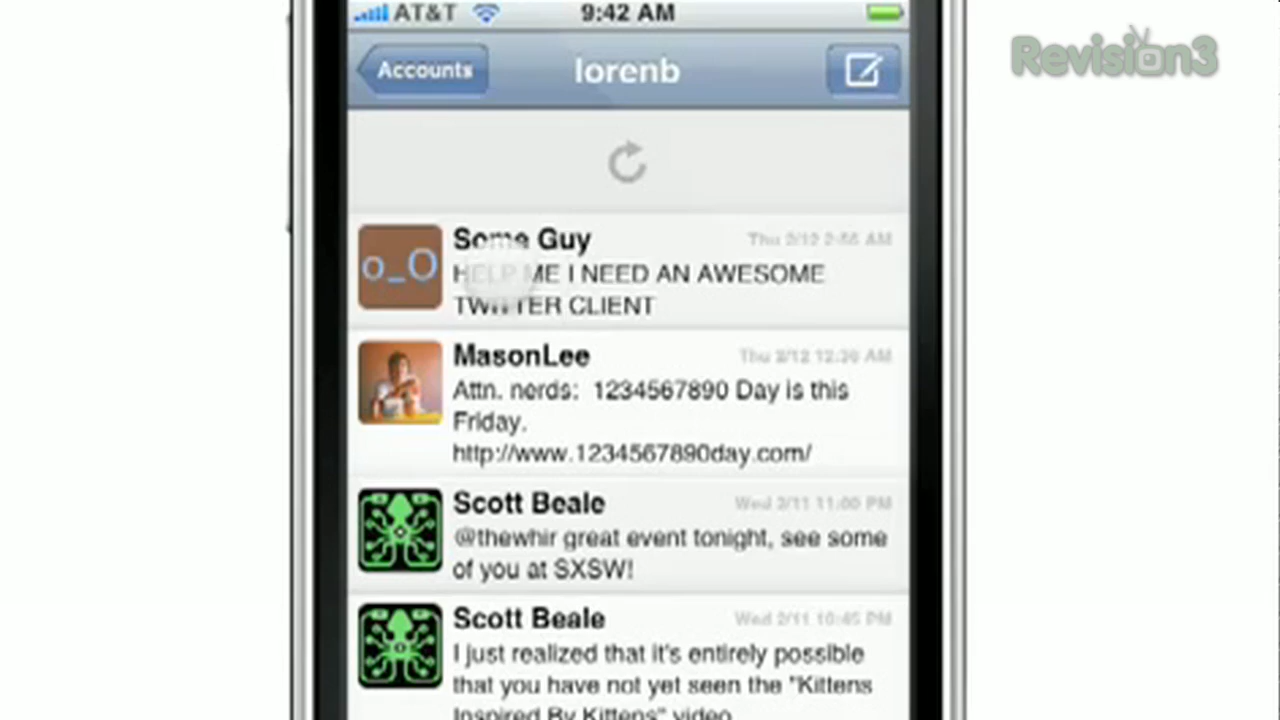 AT&T
9:42 AM
Revision3
Accounts
lorenb
Some Guy
Thu 2/12 2:56 AM
o_O
HELP ME I NEED AN AWESOME
TWITTER CLIENT
MasonLee
Thu 2/12 12:30 AM
Attn. nerds: 1234567890 Day is this
Friday.
http://www.1234567890day.com/
Scott Beale
Wed 2/11 11:00 PM
@thewhir great event tonight, see some
of you at SXSW!
Scott Beale
Wed 2/11 10:45 PM
I just realized that it's entirely possible
that you have not yet seen the "Kittens
Inspired By Kittens" video